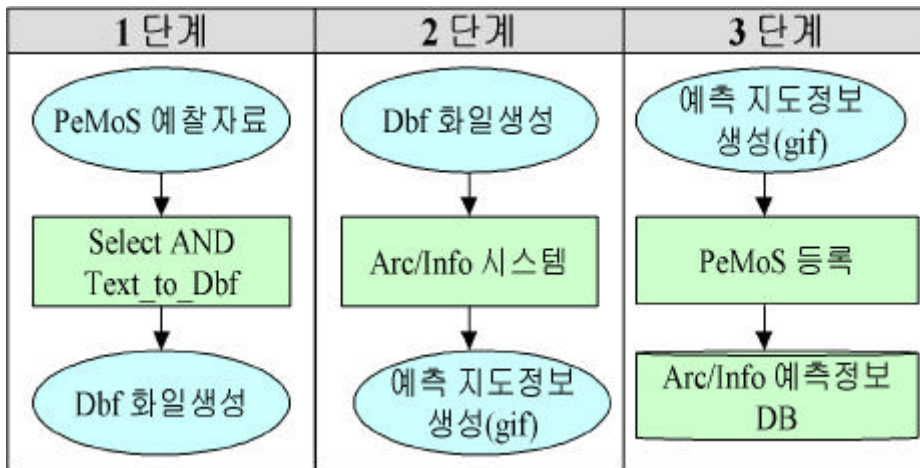 1 단계
2 단계
3 단계
PeMoS 예찰자료
Select AND
Text_to_Dbf
Dbf 화일생성
Dbf 화일생성
Arc/Info 시스템
예측 지도정보
생성(gif)
예측 지도정보
생성(gif)
PeMoS 등록
Arc/Info 예측정보
DB